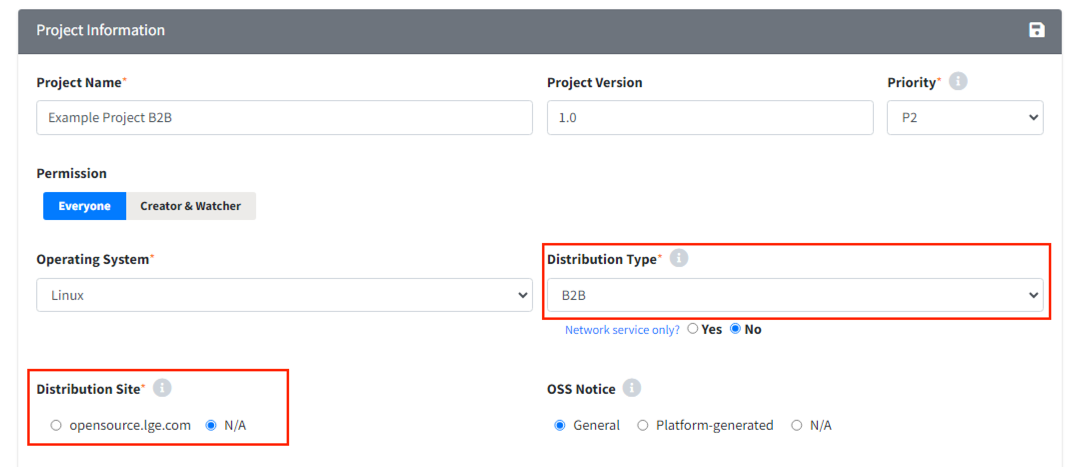 Project Information
Project Name* Project Version Priority* i
Example Project B2B 1.0 P2
Permission
Everyone Creator & Watcher
Operating System* Distribution Type* i
Linux B2B
Network service only? Yes No
Distribution Site* i OSS Notice i
opensource.lge.com N/A General Platform-generated N/A